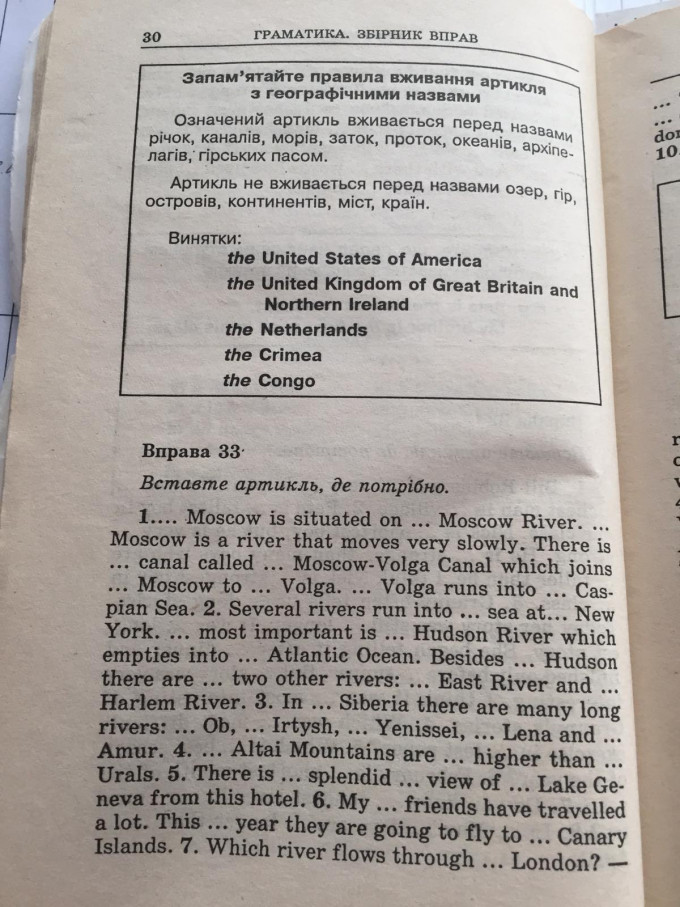 30 ГРАМАТИКА. ЗБІРНИК ВПРАВ
Запам'ятайте правила вживання артикля
з географічними назвами
Означений артикль вживається перед назвами
річок, каналів, морів, заток, проток, океанів, архіпе-
лагів, гірських пасом.
Артикль не вживається перед назвами озер, гір,
островів, континентів, міст, країн.
Винятки:
the United States of America
the United Kingdom of Great Britain and
Northern Ireland
the Netherlands
the Crimea
the Congo
Вправа 33
Вставте артикль, де потрібно.
1.... Moscow is situated on ... Moscow River. ...
Moscow is a river that moves very slowly. There is
... canal called ... Moscow-Volga Canal which joins
... Moscow to ... Volga. ... Volga runs into ... Cas-
pian Sea. 2. Several rivers run into ... sea at... New
York. ... most important is ... Hudson River which
empties into ... Atlantic Ocean. Besides ... Hudson
there are ... two other rivers: ... East River and ...
Harlem River. 3. In ... Siberia there are many long
rivers: ... Ob, ... Irtysh, ... Yenissei, ... Lena and ...
Amur. 4. ... Altai Mountains are ... higher than ...
Urals. 5. There is ... splendid ... view of ... Lake Ge-
neva from this hotel. 6. My ... friends have travelled
a lot. This ... year they are going to fly to ... Canary
Islands. 7. Which river flows through ... London? —
... 
...
don
10.